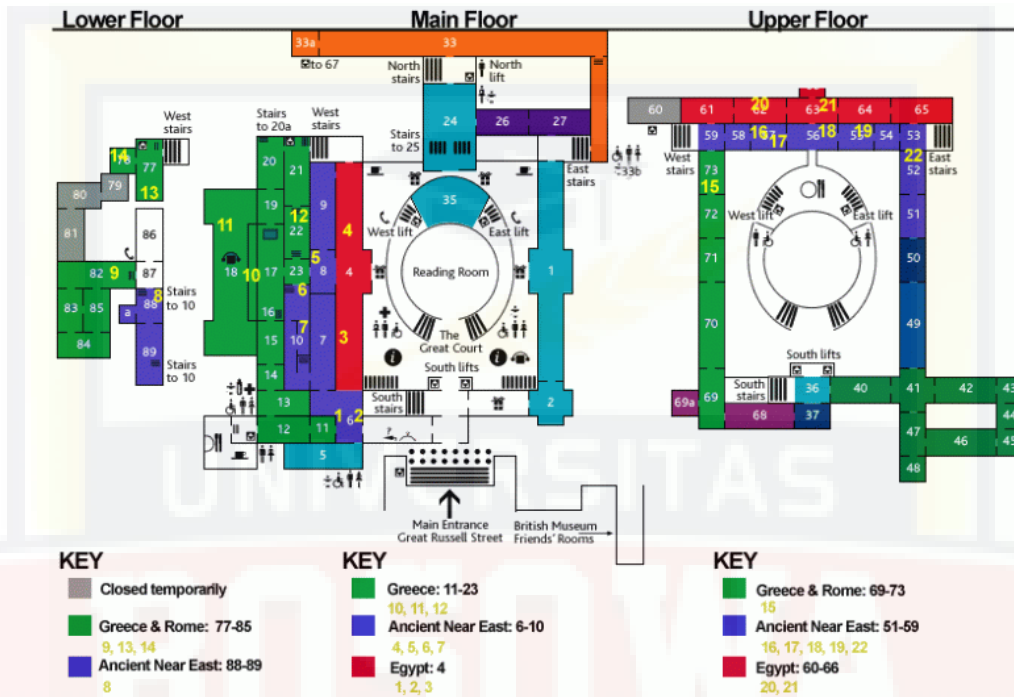 Lower Floor
Main Floor
Upper Floor
33a
33
to 67
North stairs
North lift
24
26
27
Stairs to 25
East stairs
33b
35
West lift
East lift
Reading Room
The Great Court
1
2
South lifts
South stairs
Main Entrance
Great Russell Street
British Museum
Friends' Rooms
West stairs
14
77
13
79
80
81
86
82
9
87
8
88
a
83
85
84
89
Stairs to 10
Stairs to 10
Stairs to 20a
West stairs
20
21
19
12
22
9
4
11
18
10
17
23
5
8
4
6
16
7
10
7
3
15
14
13
12
11
1
2
6
5
60
61
20
62
21
63
64
65
59
58
16
17
56
18
19
54
53
West stairs
East stairs
22
52
73
15
72
71
70
69
69a
68
51
50
49
West lift
East lift
South lifts
South stairs
36
37
40
41
42
43
44
45
46
47
48
UNIVERSITAS
KEY
Closed temporarily
Greece & Rome: 77-85
9, 13, 14
Ancient Near East: 88-89
8
KEY
Greece: 11-23
10, 11, 12
Ancient Near East: 6-10
4, 5, 6, 7
Egypt: 4
1, 2, 3
KEY
Greece & Rome: 69-73
15
Ancient Near East: 51-59
16, 17, 18, 19, 22
Egypt: 60-66
20, 21